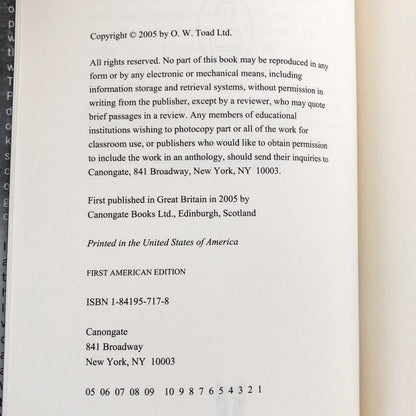 Copyright © 2005 by O. W. Toad Ltd.
All rights reserved. No part of this book may be reproduced in any
form or by any electronic or mechanical means, including
information storage and retrieval systems, without permission in
writing from the publisher, except by a reviewer, who may quote
brief passages in a review. Any members of educational
institutions wishing to photocopy part or all of the work for
classroom use, or publishers who would like to obtain permission
to include the work in an anthology, should send their inquiries to
Canongate, 841 Broadway, New York, NY 10003.
First published in Great Britain in 2005 by
Canongate Books Ltd., Edinburgh, Scotland
Printed in the United States of America
FIRST AMERICAN EDITION
ISBN 1-84195-717-8
Canongate
841 Broadway
New York, NY 10003
05 06 07 08 09 10 9 8 7 6 5 4 3 2 1